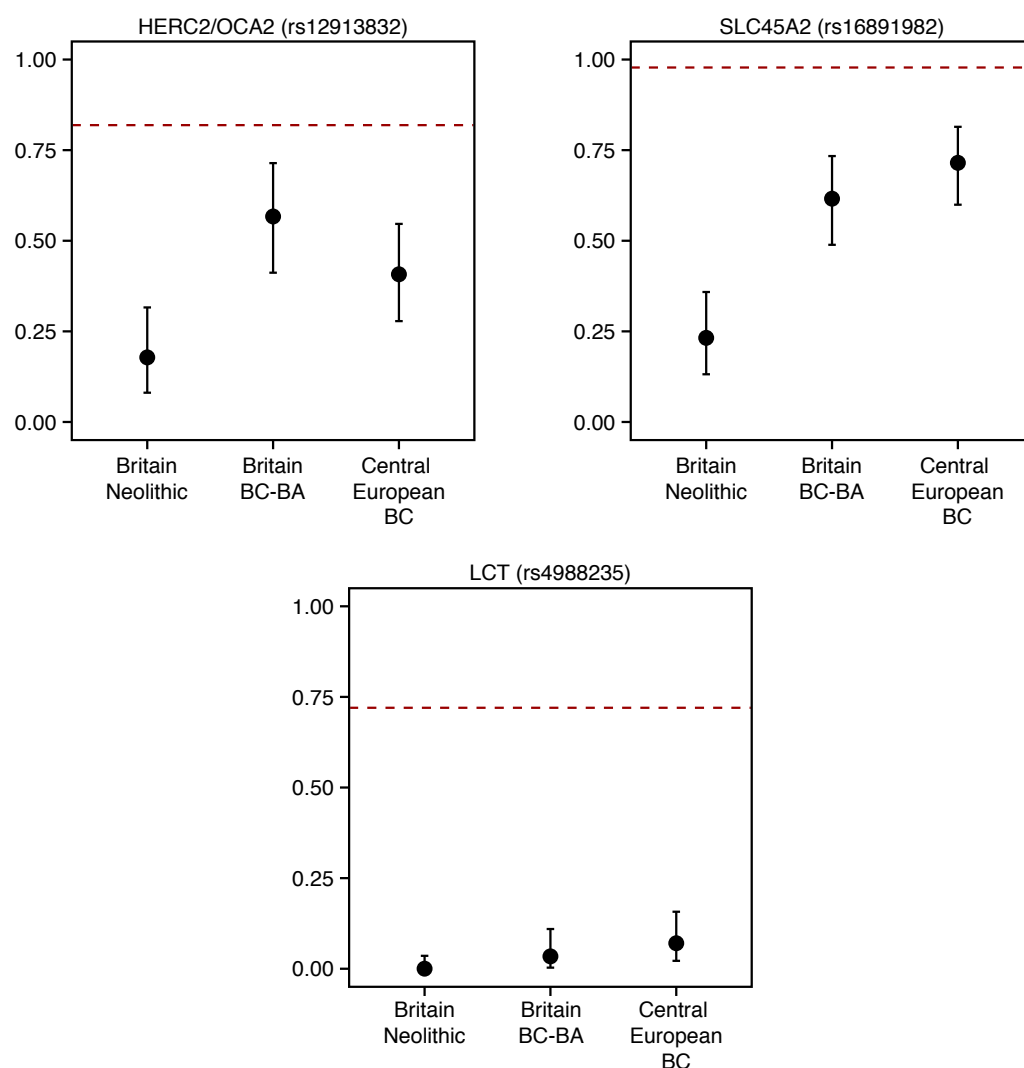 HERC2/OCA2 (rs12913832)
1.00
0.75
0.50
0.25
0.00
Britain
Neolithic
Britain
BC-BA
Central
European
BC
SLC45A2 (rs16891982)
1.00
0.75
0.50
0.25
0.00
Britain
Neolithic
Britain
BC-BA
Central
European
BC
LCT (rs4988235)
1.00
0.75
0.50
0.25
0.00
Britain
Neolithic
Britain
BC-BA
Central
European
BC